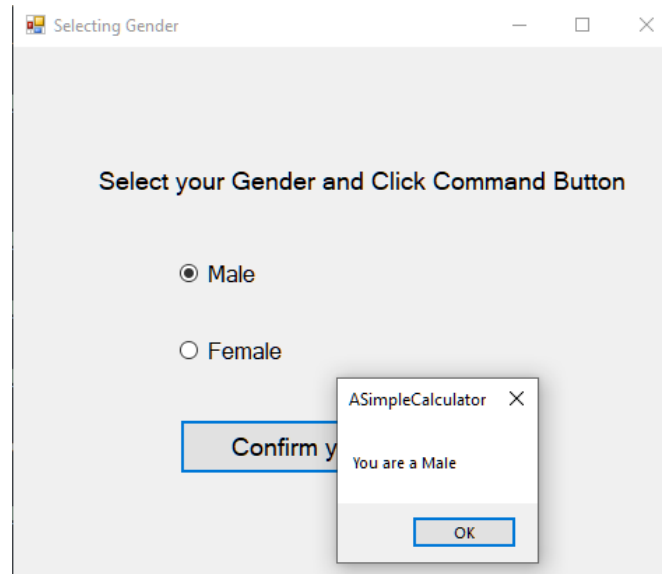 Selecting Gender
Select your Gender and Click Command Button
Male
Female
Confirm y
ASimpleCalculator
You are a Male
OK